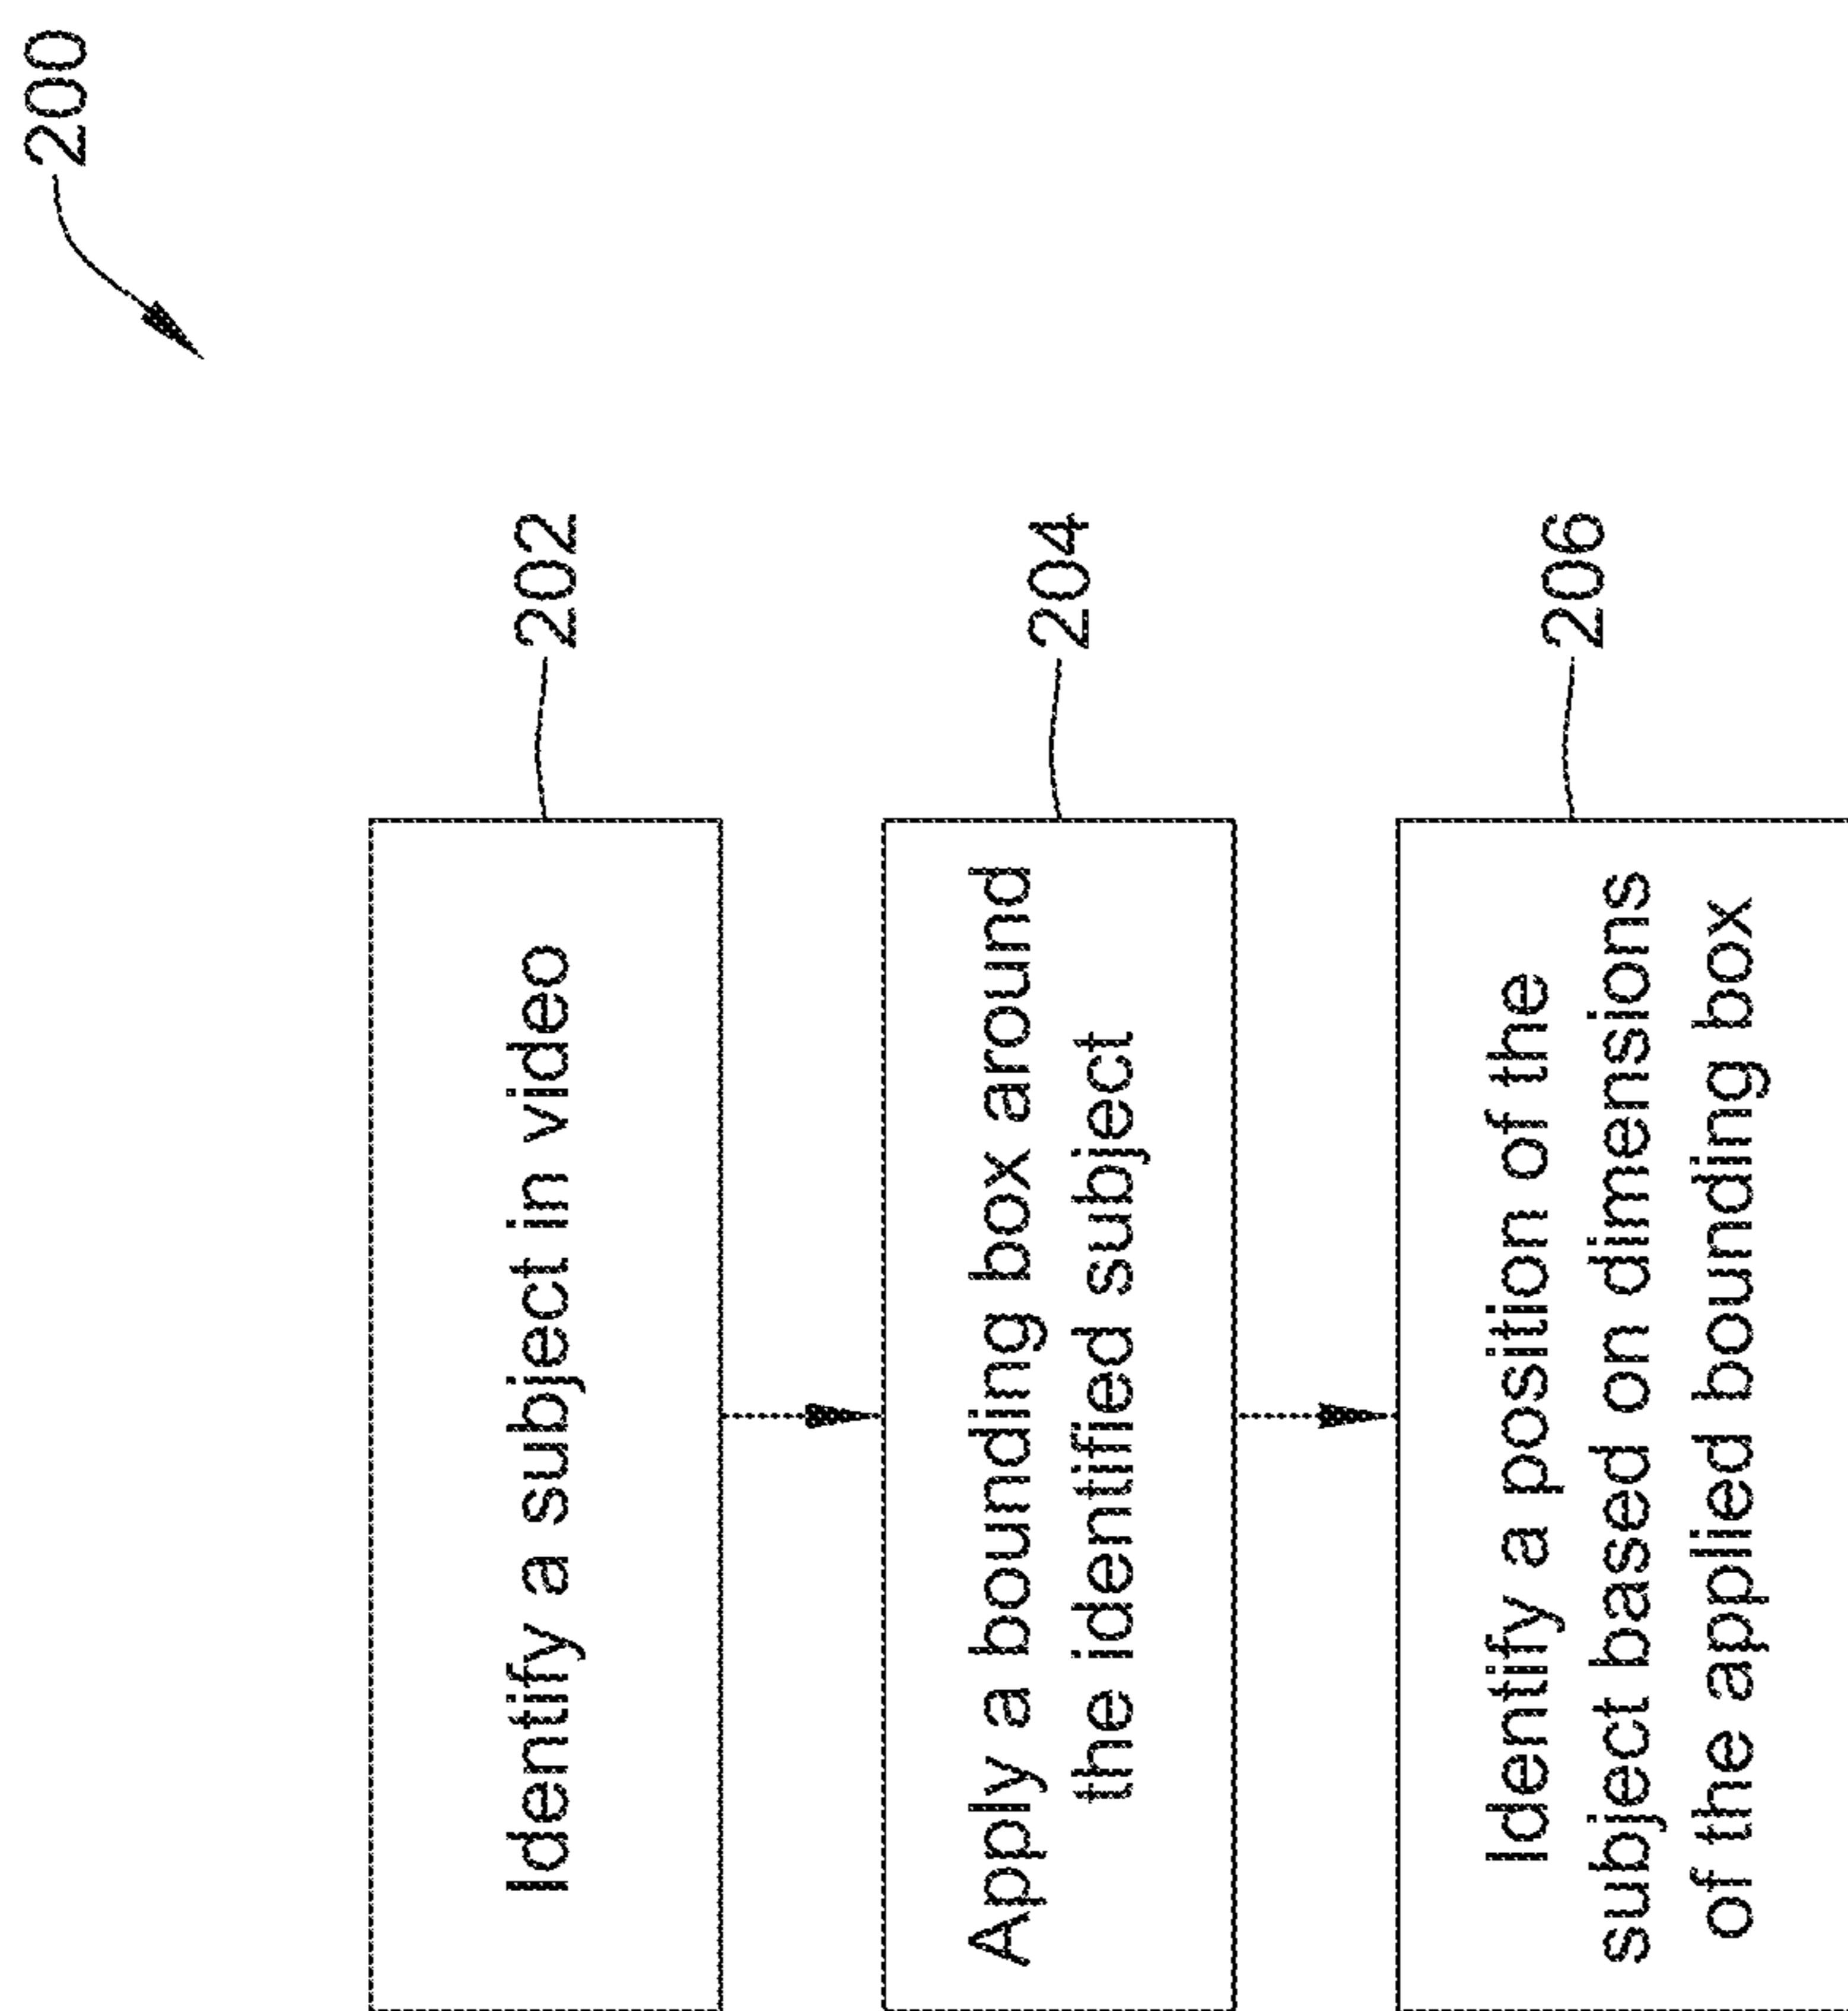 200
Identify a subject in video
202
Apply a bounding box around
the identified subject
204
Identify a position of the
subject based on dimensions
of the applied bounding box
206